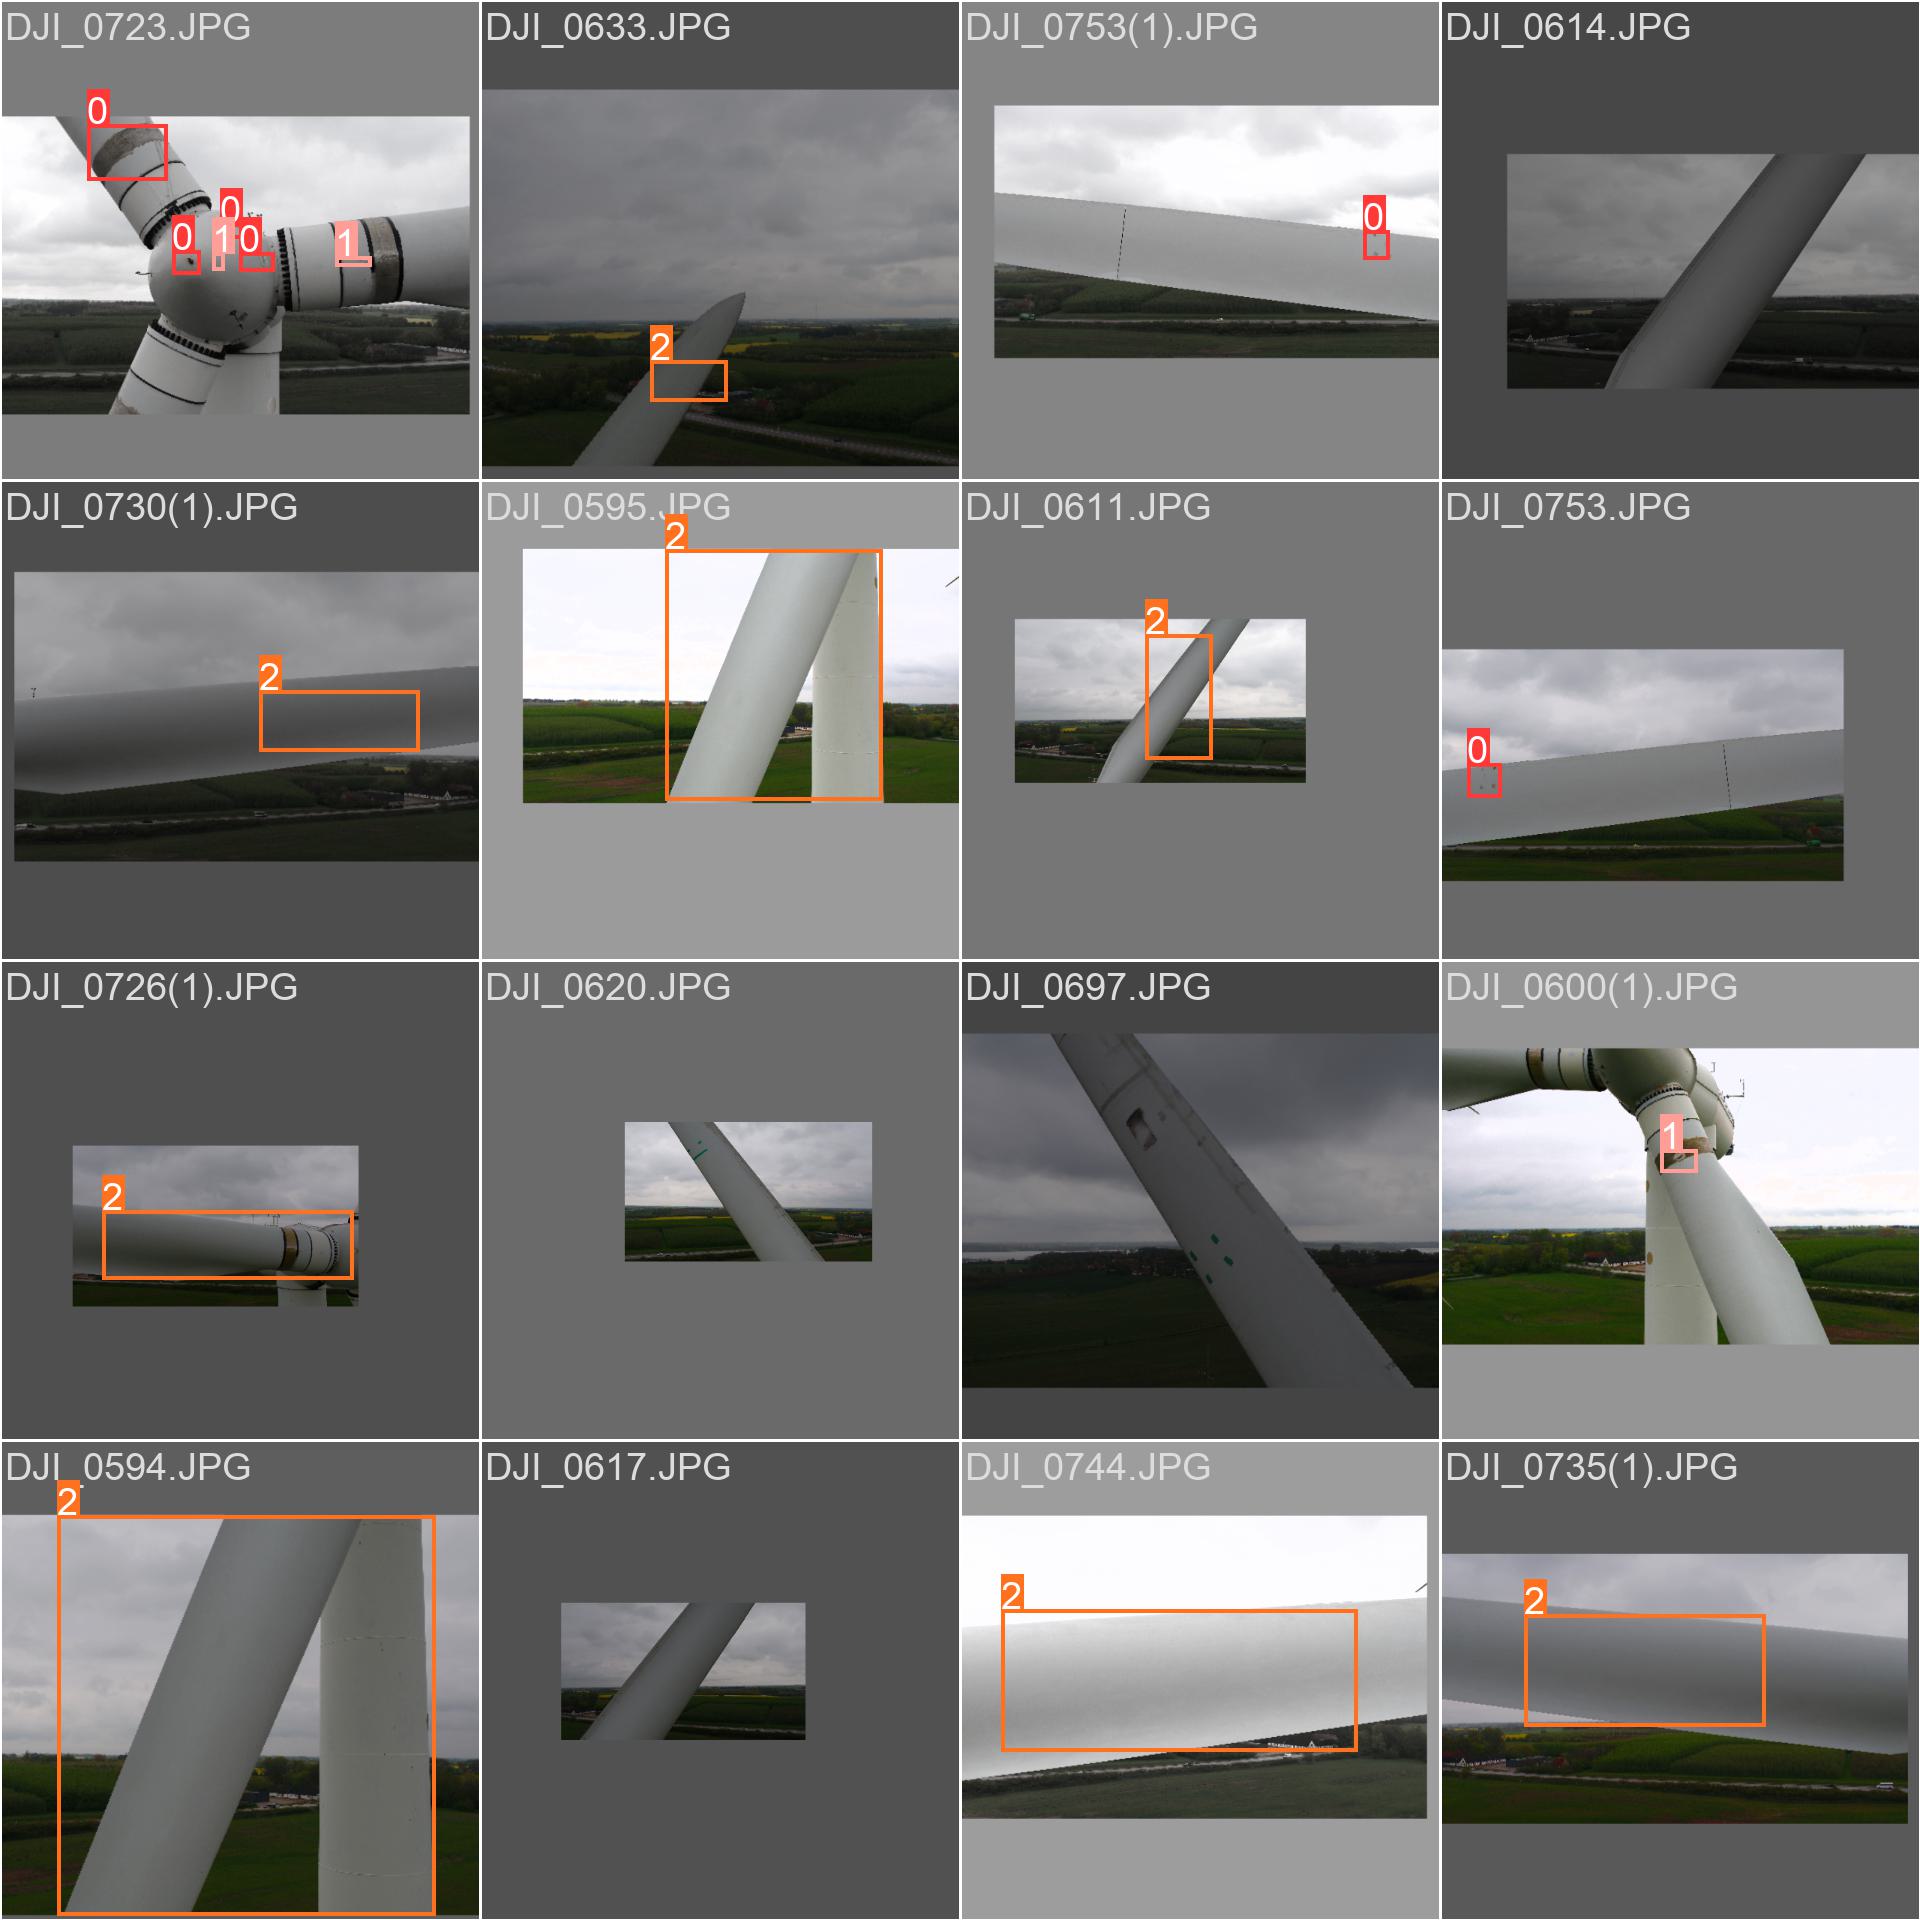 DJI_0723.JPG
0
0
0
1
0
1
DJI_0633.JPG
2
DJI_0753(1).JPG
0
DJI_0614.JPG
DJI_0730(1).JPG
2
DJI_0595.JPG
2
DJI_0611.JPG
2
DJI_0753.JPG
0
DJI_0726(1).JPG
2
DJI_0620.JPG
DJI_0697.JPG
DJI_0600(1).JPG
1
DJI_0594.JPG
2
DJI_0617.JPG
DJI_0744.JPG
2
DJI_0735(1).JPG
2